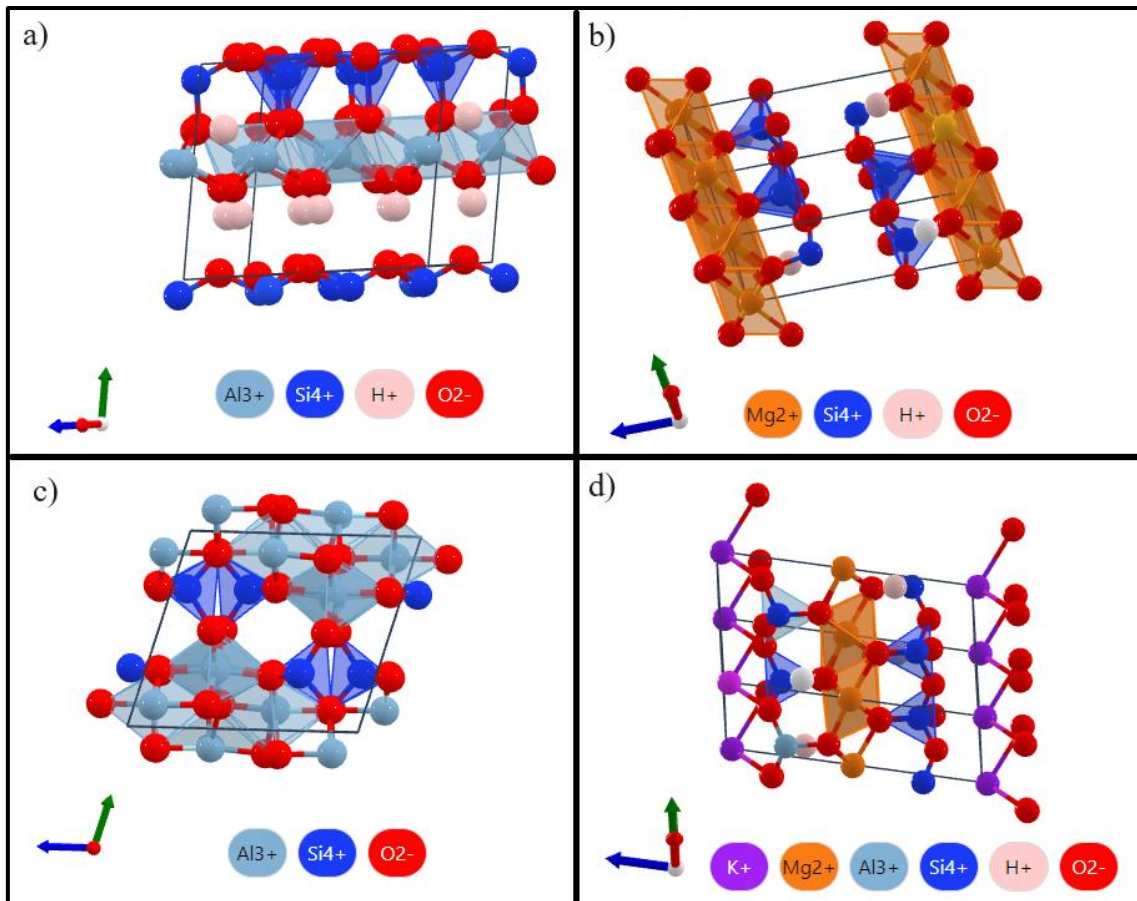 a)
b)
Al3+ Si4+ H+ O2-
Mg2+ Si4+ H+ O2-
c)
d)
Al3+ Si4+ O2-
K+ Mg2+ Al3+ Si4+ H+ O2-